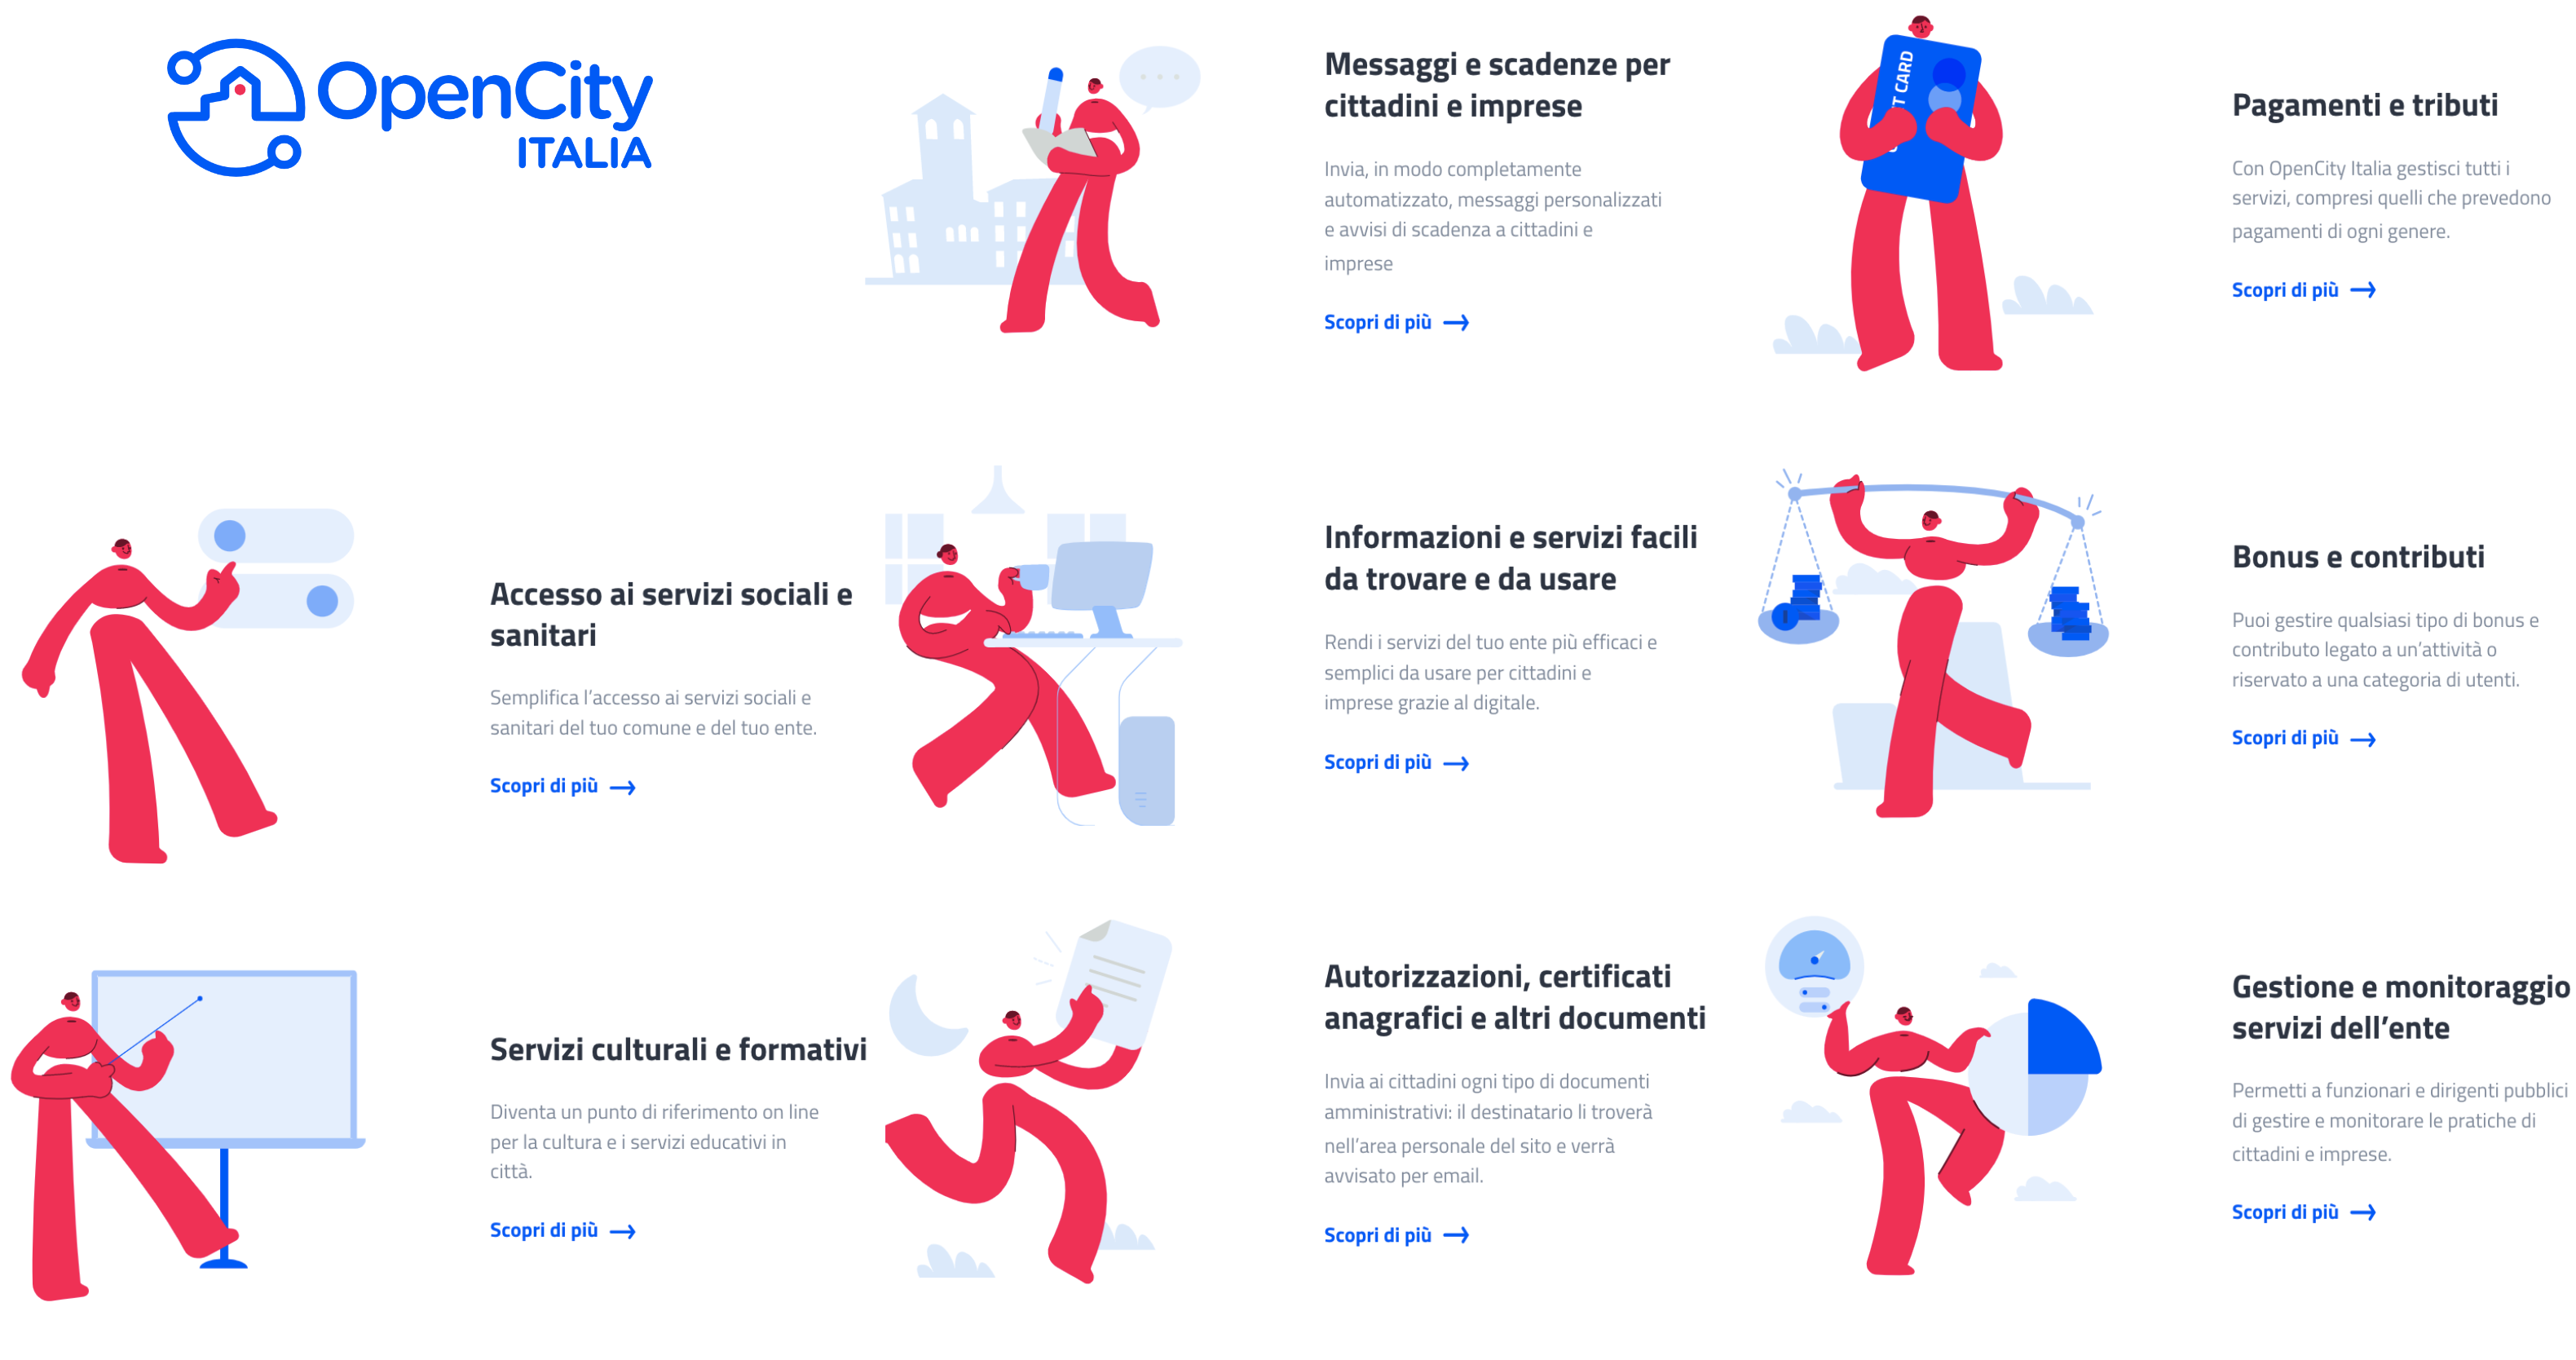 OpenCity
ITALIA
Messaggi e scadenze per
cittadini e imprese
Invia, in modo completamente
automatizzato, messaggi personalizzati
e avvisi di scadenza a cittadini e
imprese
Scopri di più
T CARD
Pagamenti e tributi
Con OpenCity Italia gestisci tutti i
servizi, compresi quelli che prevedono
pagamenti di ogni genere.
Scopri di più
Accesso ai servizi sociali e
sanitari
Semplifica l'accesso ai servizi sociali e
sanitari del tuo comune e del tuo ente.
Scopri di più
Informazioni e servizi facili
da trovare e da usare
Rendi i servizi del tuo ente più efficaci e
semplici da usare per cittadini e
imprese grazie al digitale.
Scopri di più
Bonus e contributi
Puoi gestire qualsiasi tipo di bonus e
contributo legato a un'attività o
riservato a una categoria di utenti.
Scopri di più
Servizi culturali e formativi
Diventa un punto di riferimento on line
per la cultura e i servizi educativi in
città.
Scopri di più
Autorizzazioni, certificati
anagrafici e altri documenti
Invia ai cittadini ogni tipo di documenti
amministrativi: il destinatario li troverà
nell'area personale del sito e verrà
avvisato per email.
Scopri di più
Gestione e monitoraggio
servizi dell'ente
Permetti a funzionari e dirigenti pubblici
di gestire e monitorare le pratiche di
cittadini e imprese.
Scopri di più